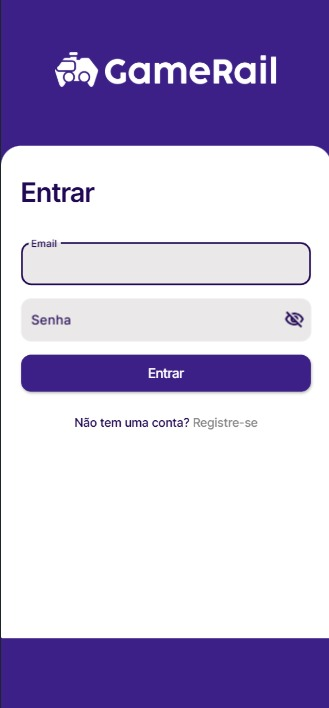 GameRail
Entrar
Email
Senha
Entrar
Não tem uma conta? Registre-se